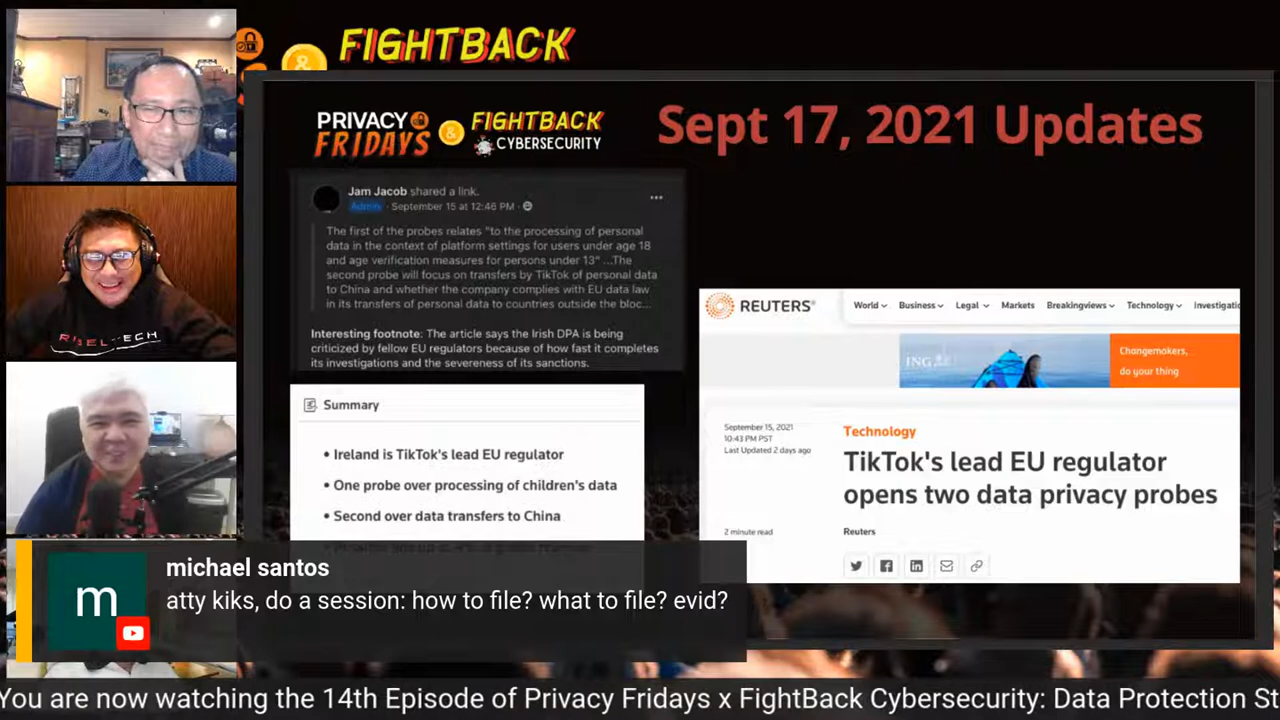 FIGHTBACK
&
PRIVACY
FRIDAYS
&
FIGHTBACK
CYBERSECURITY
Sept 17, 2021 Updates
Jam Jacob shared a link.
Admin · September 15 at 12:46 PM ·
The first of the probes relates "to the processing of personal
data in the context of platform settings for users under age 18
and age verification measures for persons under 13" ...The
second probe will focus on transfers by TikTok of personal data
to China and whether the company complies with EU data law
in its transfers of personal data to countries outside the bloc...
Interesting footnote: The article says the Irish DPA is being
criticized by fellow EU regulators because of how fast it completes
its investigations and the severeness of its sanctions.
Summary
• Ireland is TikTok's lead EU regulator
• One probe over processing of children's data
• Second over data transfers to China
REUTERS®
World Business Legal Markets Breakingviews Technology Investigatio
ING
Changemakers,
do your thing
September 15, 2021
10:43 PM PST
Last Updated 2 days ago
Technology
TikTok's lead EU regulator
opens two data privacy probes
2 minute read
Reuters
m
michael santos
atty kiks, do a session: how to file? what to file? evid?
You are now watching the 14th Episode of Privacy Fridays x FightBack Cybersecurity: Data Protection St